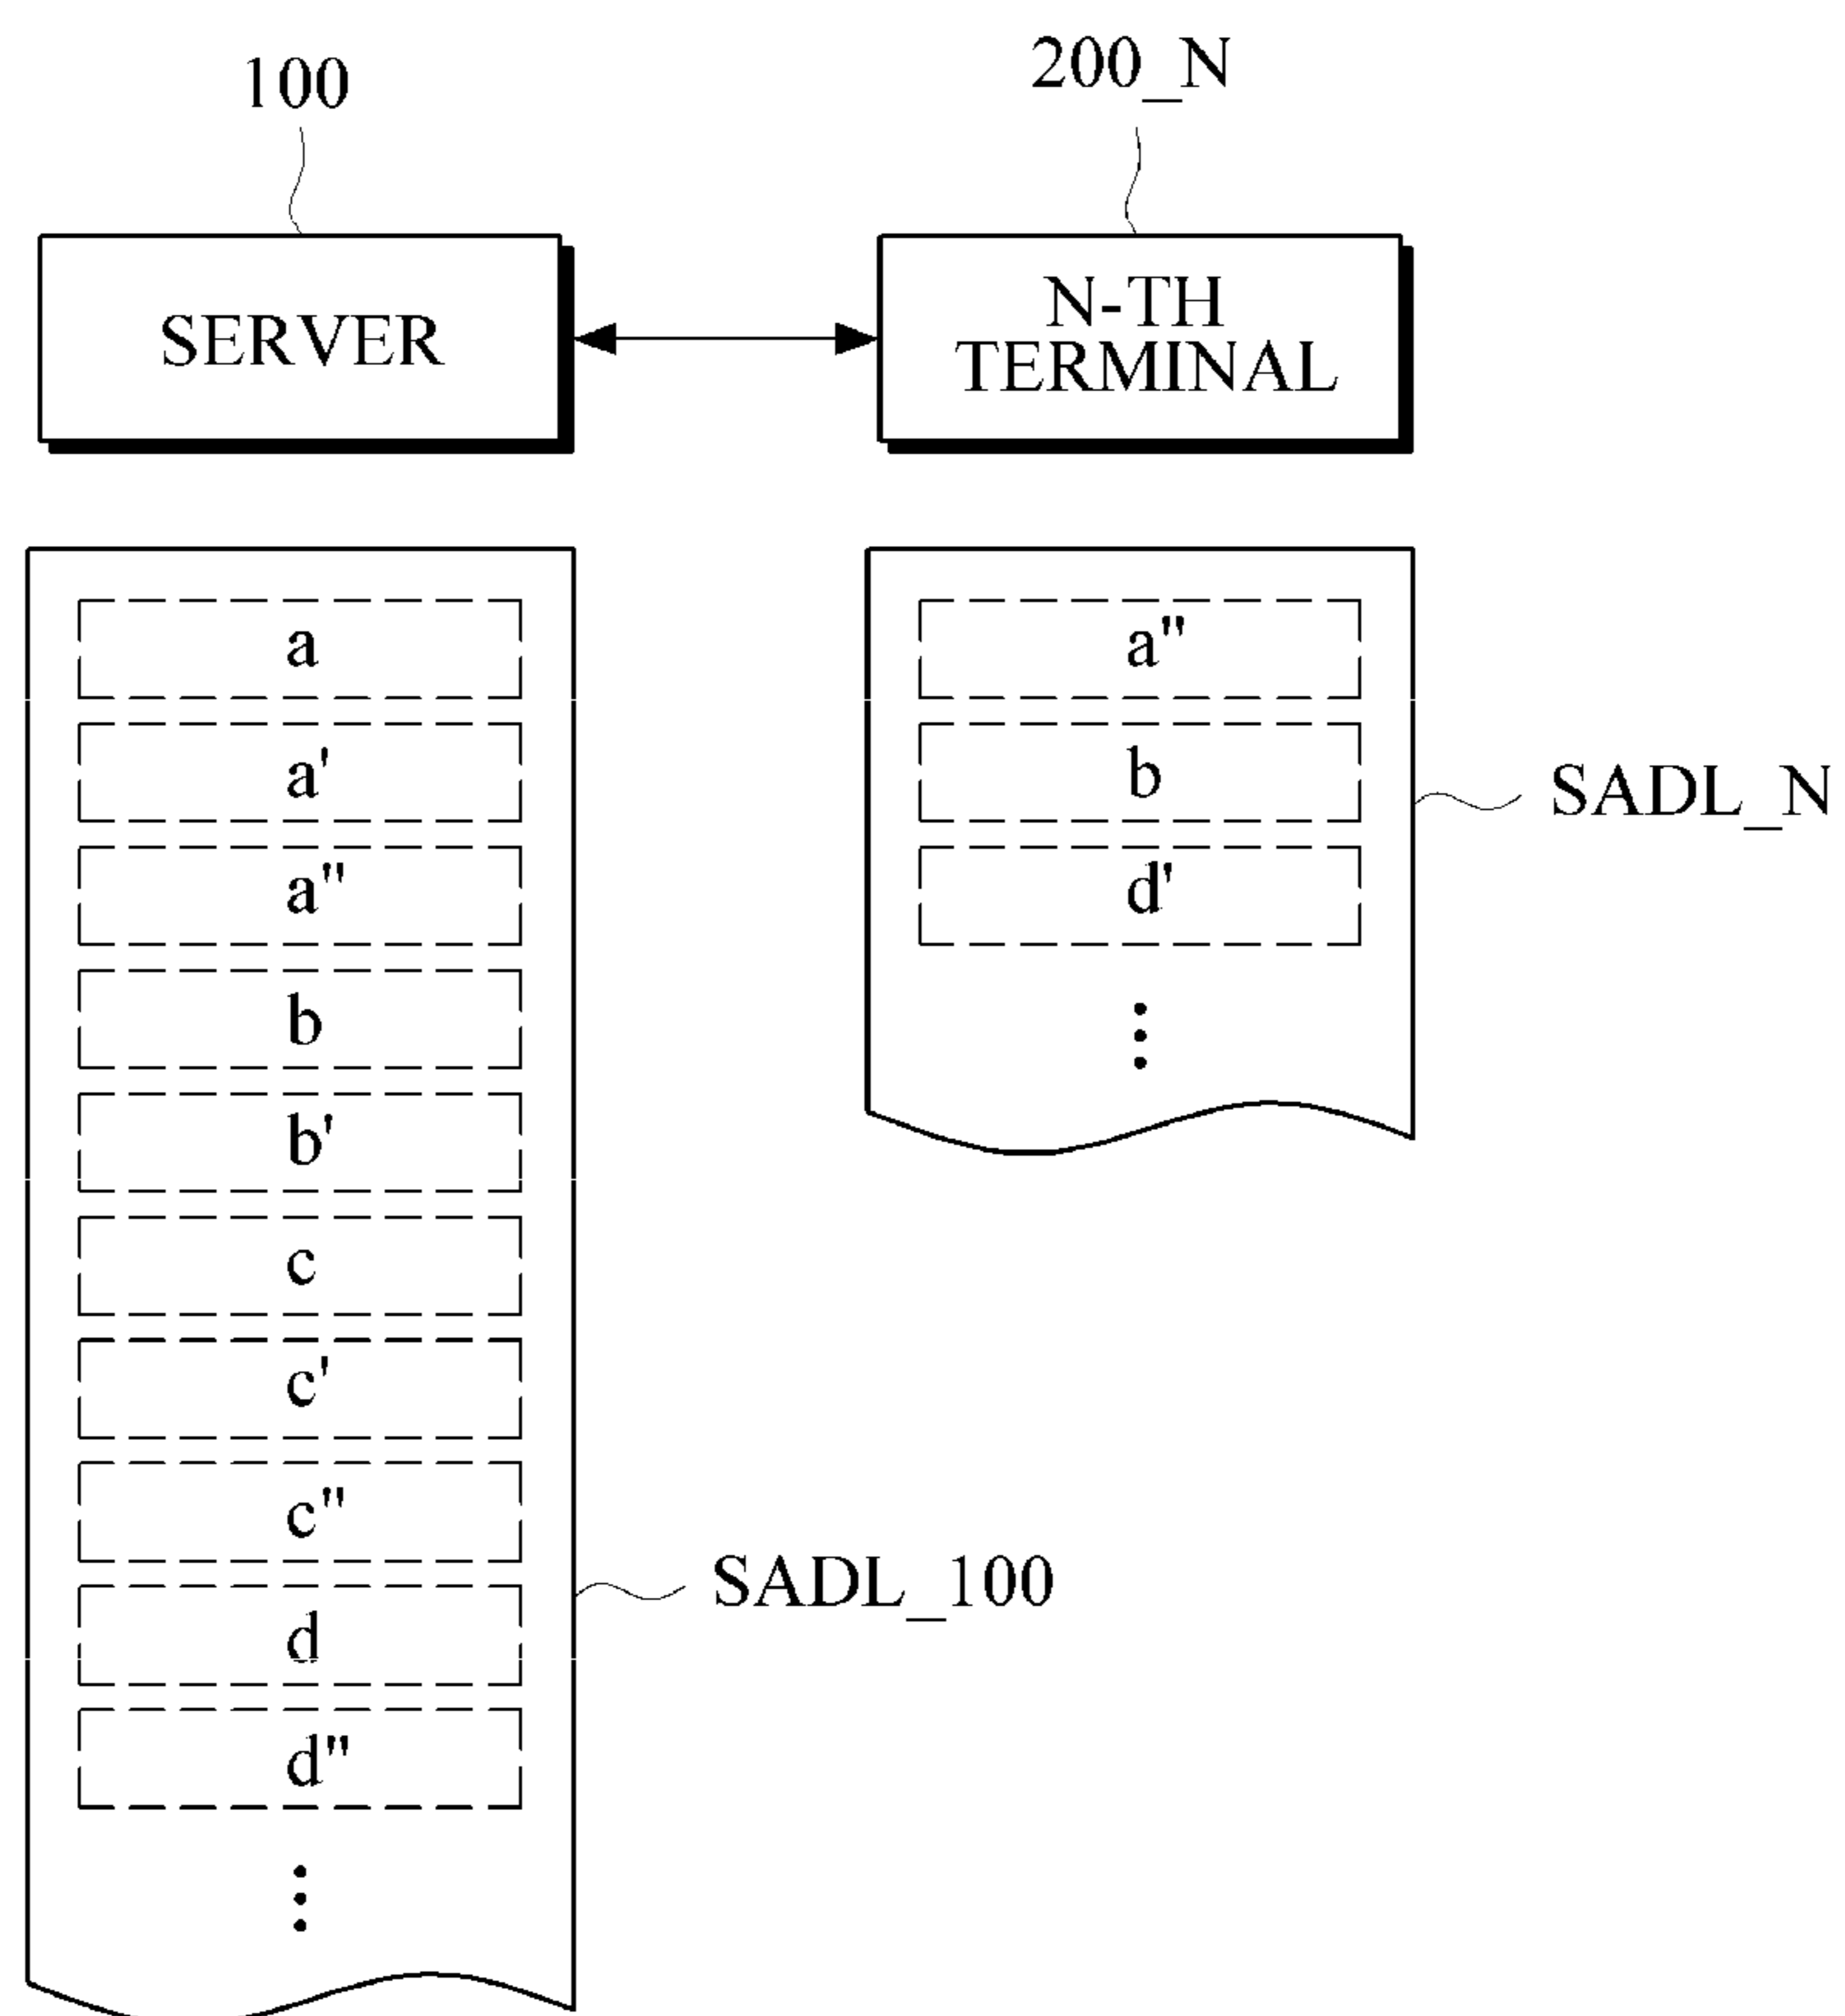 100
200_N
SERVER
N-TH
TERMINAL
a
a'
a"
b
b'
c
c'
c"
d
d"
SADL_100
a"
b
d'
SADL_N